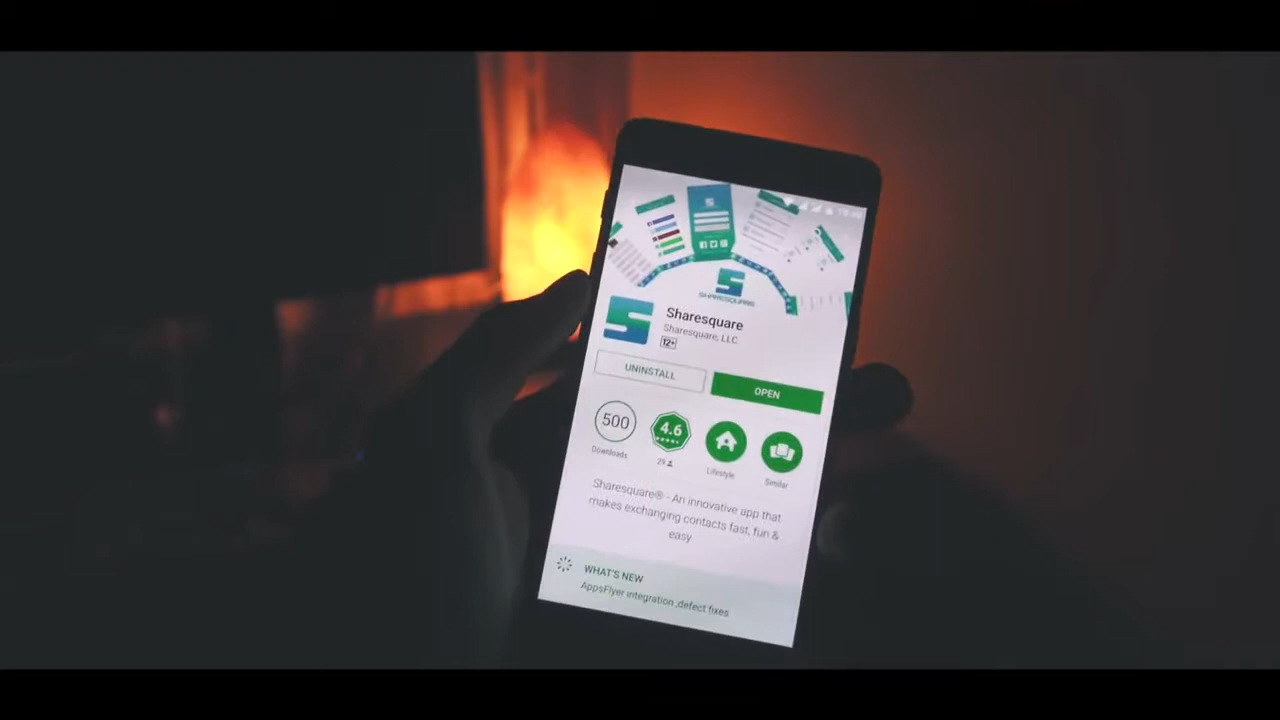 SHARESQUARE
Sharesquare
Sharesquare, LLC
12+
UNINSTALL
OPEN
500
4.6
Downloads
29
Lifestyle
Similar
Sharesquare® - An innovative app that
makes exchanging contacts fast, fun &
easy
WHAT'S NEW
AppsFlyer integration ,defect fixes